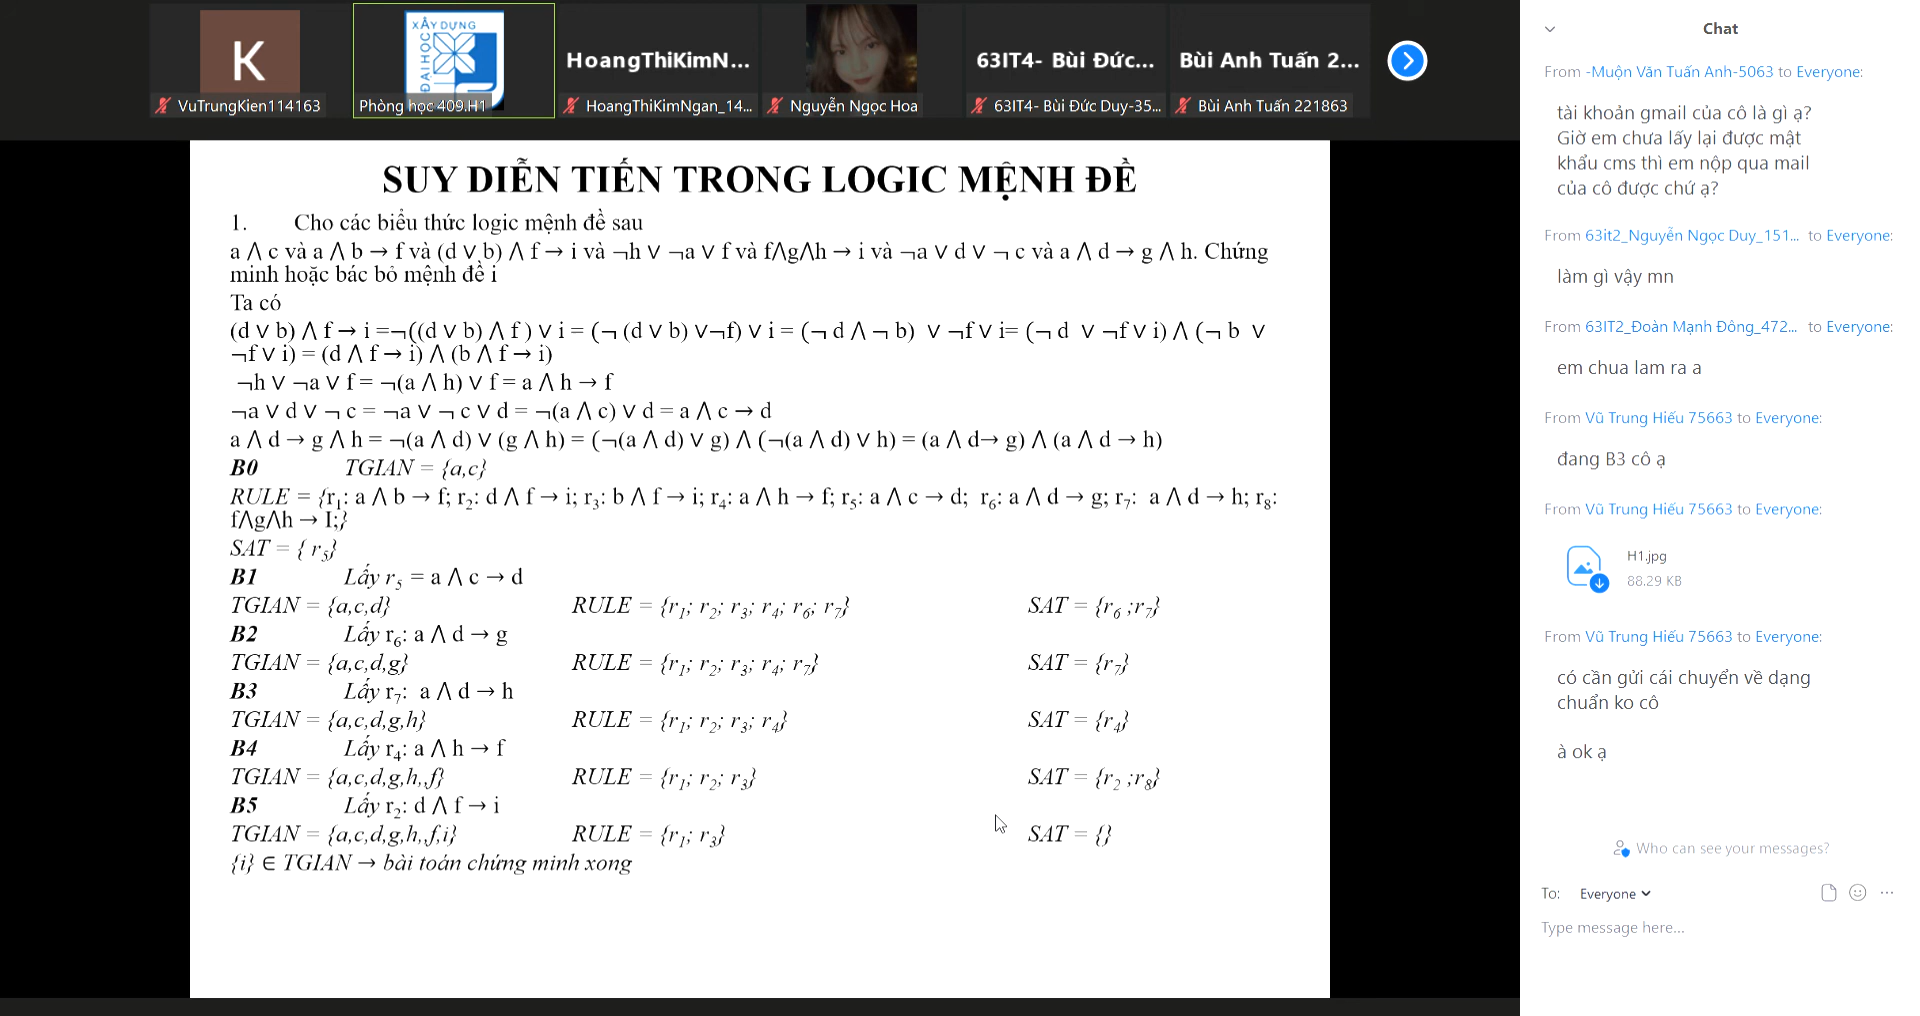 K
XÂY DỰNG
ĐẠI HỌC
HoangThiKimN...
63IT4- Bùi Đức...
Bùi Anh Tuấn 2...
VuTrungKien114163
Phòng học 409.H1
HoangThiKimNgan_14...
Nguyễn Ngọc Hoa
63IT4- Bùi Đức Duy-35...
Bùi Anh Tuấn 221863
SUY DIỄN TIẾN TRONG LOGIC MỆNH ĐỀ
1. Cho các biểu thức logic mệnh đề sau
a ⋀ c và a ⋀ b → f và (d ⋁ b) ⋀ f → i và ¬h ⋁ ¬a ⋁ f và f⋀g⋀h → i và ¬a ⋁ d ⋁ ¬ c và a ⋀ d → g ⋀ h. Chứng
minh hoặc bác bỏ mệnh đề i
Ta có
(d ⋁ b) ⋀ f → i =¬((d ⋁ b) ⋀ f ) ⋁ i = (¬ (d ⋁ b) ⋁¬f) ⋁ i = (¬ d ⋀ ¬ b) ⋁ ¬f ⋁ i= (¬ d ⋁ ¬f ⋁ i) ⋀ (¬ b ⋁
¬f ⋁ i) = (d ⋀ f → i) ⋀ (b ⋀ f → i)
¬h ⋁ ¬a ⋁ f = ¬(a ⋀ h) ⋁ f = a ⋀ h → f
¬a ⋁ d ⋁ ¬ c = ¬a ⋁ ¬ c ⋁ d = ¬(a ⋀ c) ⋁ d = a ⋀ c → d
a ⋀ d → g ⋀ h = ¬(a ⋀ d) ⋁ (g ⋀ h) = (¬(a ⋀ d) ⋁ g) ⋀ (¬(a ⋀ d) ⋁ h) = (a ⋀ d→ g) ⋀ (a ⋀ d → h)
B0 TGIAN = {a,c}
RULE = {r₁: a ⋀ b → f; r₂: d ⋀ f → i; r₃: b ⋀ f → i; r₄: a ⋀ h → f; r₅: a ⋀ c → d; r₆: a ⋀ d → g; r₇: a ⋀ d → h; r₈:
f⋀g⋀h → I;}
SAT = { r₅}
B1 Lấy r₅ = a ⋀ c → d
TGIAN = {a,c,d} RULE = {r₁; r₂; r₃; r₄; r₆; r₇} SAT = {r₆ ;r₇}
B2 Lấy r₆: a ⋀ d → g
TGIAN = {a,c,d,g} RULE = {r₁; r₂; r₃; r₄; r₇} SAT = {r₇}
B3 Lấy r₇: a ⋀ d → h
TGIAN = {a,c,d,g,h} RULE = {r₁; r₂; r₃; r₄} SAT = {r₄}
B4 Lấy r₄: a ⋀ h → f
TGIAN = {a,c,d,g,h,,f} RULE = {r₁; r₂; r₃} SAT = {r₂ ;r₈}
B5 Lấy r₂: d ⋀ f → i
TGIAN = {a,c,d,g,h,,f,i} RULE = {r₁; r₃} SAT = {}
{i} ∈ TGIAN → bài toán chứng minh xong
Chat
From -Muộn Văn Tuấn Anh-5063 to Everyone:
tài khoản gmail của cô là gì ạ?
Giờ em chưa lấy lại được mật
khẩu cms thì em nộp qua mail
của cô được chứ ạ?
From 63it2_Nguyễn Ngọc Duy_151... to Everyone:
làm gì vậy mn
From 63IT2_Đoàn Mạnh Đông_472... to Everyone:
em chua lam ra a
From Vũ Trung Hiếu 75663 to Everyone:
đang B3 cô ạ
From Vũ Trung Hiếu 75663 to Everyone:
H1.jpg
88.29 KB
From Vũ Trung Hiếu 75663 to Everyone:
có cần gửi cái chuyển về dạng
chuẩn ko cô
à ok ạ
Who can see your messages?
To: Everyone
Type message here...